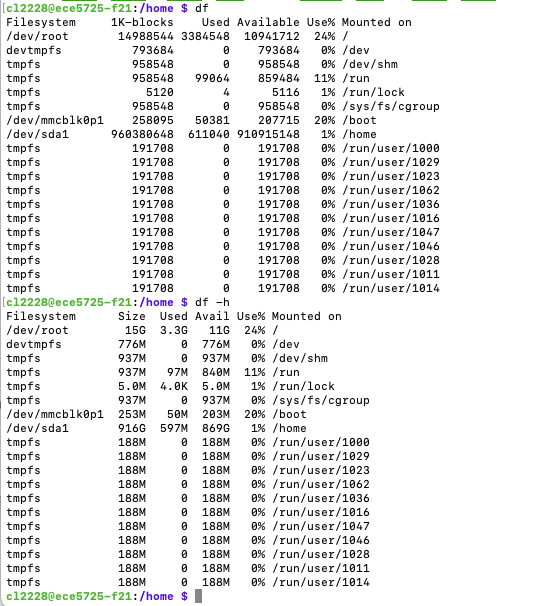 [cl2228@ece5725-f21:/home $ df
Filesystem 1K-blocks Used Available Use% Mounted on
/dev/root 14988544 3384548 10941712 24% /
devtmpfs 793684 0 793684 0% /dev
tmpfs 958548 0 958548 0% /dev/shm
tmpfs 958548 99064 859484 11% /run
tmpfs 5120 4 5116 1% /run/lock
tmpfs 958548 0 958548 0% /sys/fs/cgroup
/dev/mmcblk0p1 258095 50381 207715 20% /boot
/dev/sda1 960380648 611040 910915148 1% /home
tmpfs 191708 0 191708 0% /run/user/1000
tmpfs 191708 0 191708 0% /run/user/1029
tmpfs 191708 0 191708 0% /run/user/1023
tmpfs 191708 0 191708 0% /run/user/1062
tmpfs 191708 0 191708 0% /run/user/1036
tmpfs 191708 0 191708 0% /run/user/1016
tmpfs 191708 0 191708 0% /run/user/1047
tmpfs 191708 0 191708 0% /run/user/1046
tmpfs 191708 0 191708 0% /run/user/1028
tmpfs 191708 0 191708 0% /run/user/1011
tmpfs 191708 0 191708 0% /run/user/1014
[cl2228@ece5725-f21:/home $ df -h
Filesystem Size Used Avail Use% Mounted on
/dev/root 15G 3.3G 11G 24% /
devtmpfs 776M 0 776M 0% /dev
tmpfs 937M 0 937M 0% /dev/shm
tmpfs 937M 97M 840M 11% /run
tmpfs 5.0M 4.0K 5.0M 1% /run/lock
tmpfs 937M 0 937M 0% /sys/fs/cgroup
/dev/mmcblk0p1 253M 50M 203M 20% /boot
/dev/sda1 916G 597M 869G 1% /home
tmpfs 188M 0 188M 0% /run/user/1000
tmpfs 188M 0 188M 0% /run/user/1029
tmpfs 188M 0 188M 0% /run/user/1023
tmpfs 188M 0 188M 0% /run/user/1062
tmpfs 188M 0 188M 0% /run/user/1036
tmpfs 188M 0 188M 0% /run/user/1016
tmpfs 188M 0 188M 0% /run/user/1047
tmpfs 188M 0 188M 0% /run/user/1046
tmpfs 188M 0 188M 0% /run/user/1028
tmpfs 188M 0 188M 0% /run/user/1011
tmpfs 188M 0 188M 0% /run/user/1014
cl2228@ece5725-f21:/home $